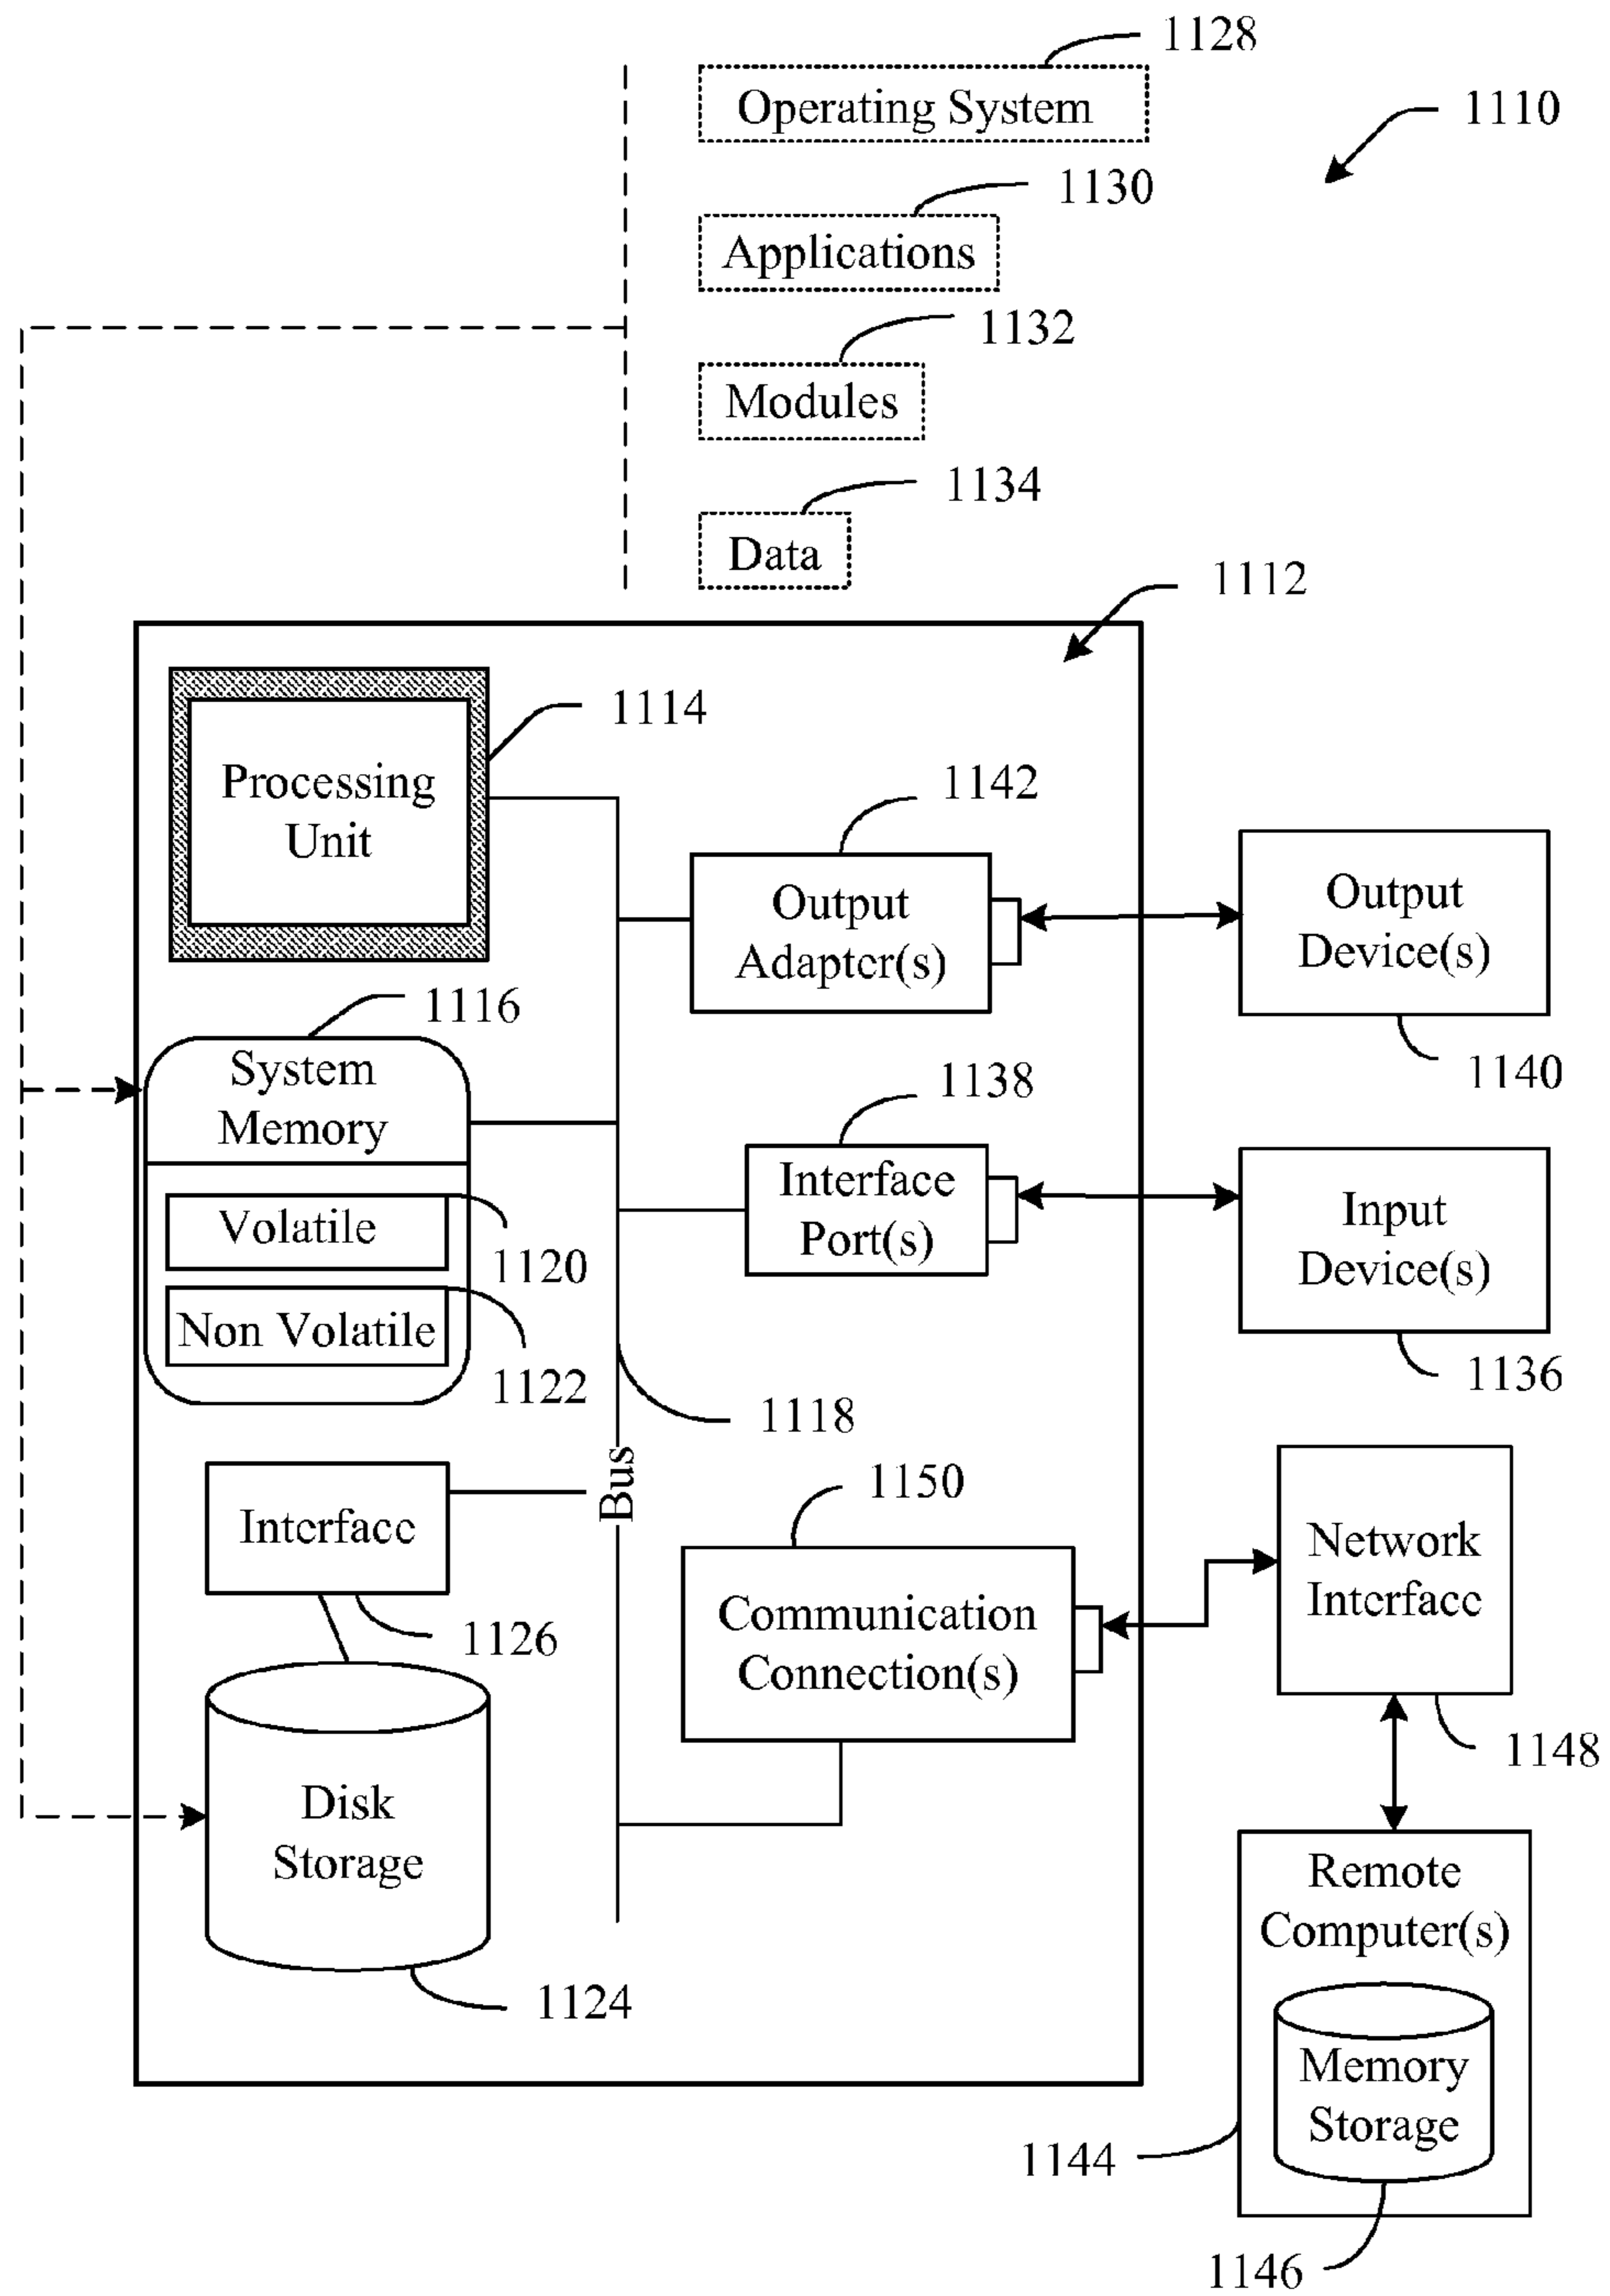 1128
Operating System
1110
1130
Applications
1132
Modules
1134
Data
1112
1114
Processing
Unit
1142
Output
Adapter(s)
Output
Device(s)
1140
1116
System
Memory
1138
Interface
Port(s)
Input
Device(s)
1136
Volatile
1120
Non Volatile
1122
1118
Bus
1150
Interface
1126
Communication
Connection(s)
Network
Interface
1148
Disk
Storage
1124
Remote
Computer(s)
Memory
Storage
1144
1146